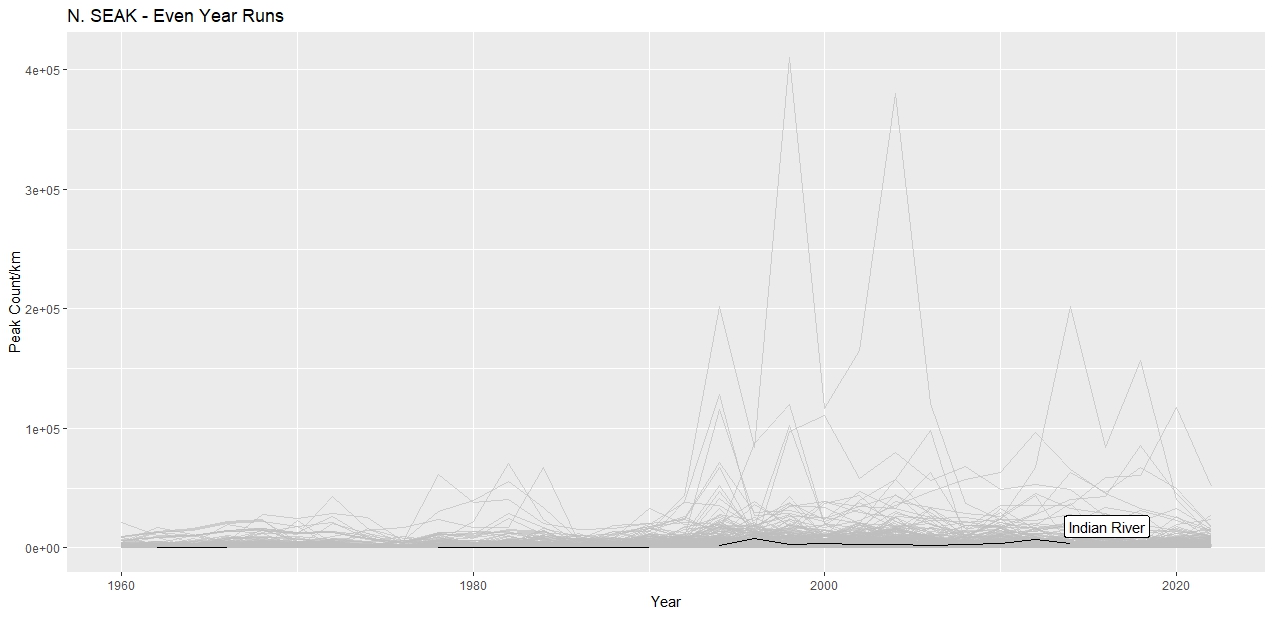 N. SEAK - Even Year Runs
4e+05
3e+05
2e+05
1e+05
0e+00
Peak Count/km
Indian River
1960
1980
2000
2020
Year